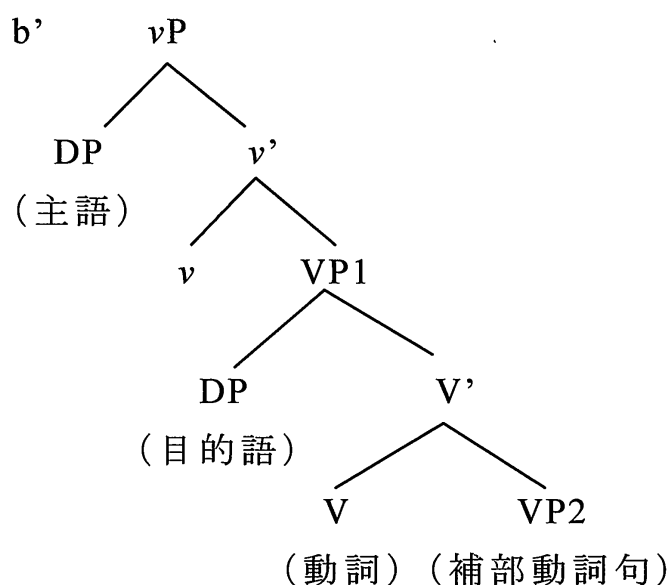 b’ vP
DP v’
（主語）
v VP1
DP V’
（目的語）
V VP2
（動詞）（補部動詞句）